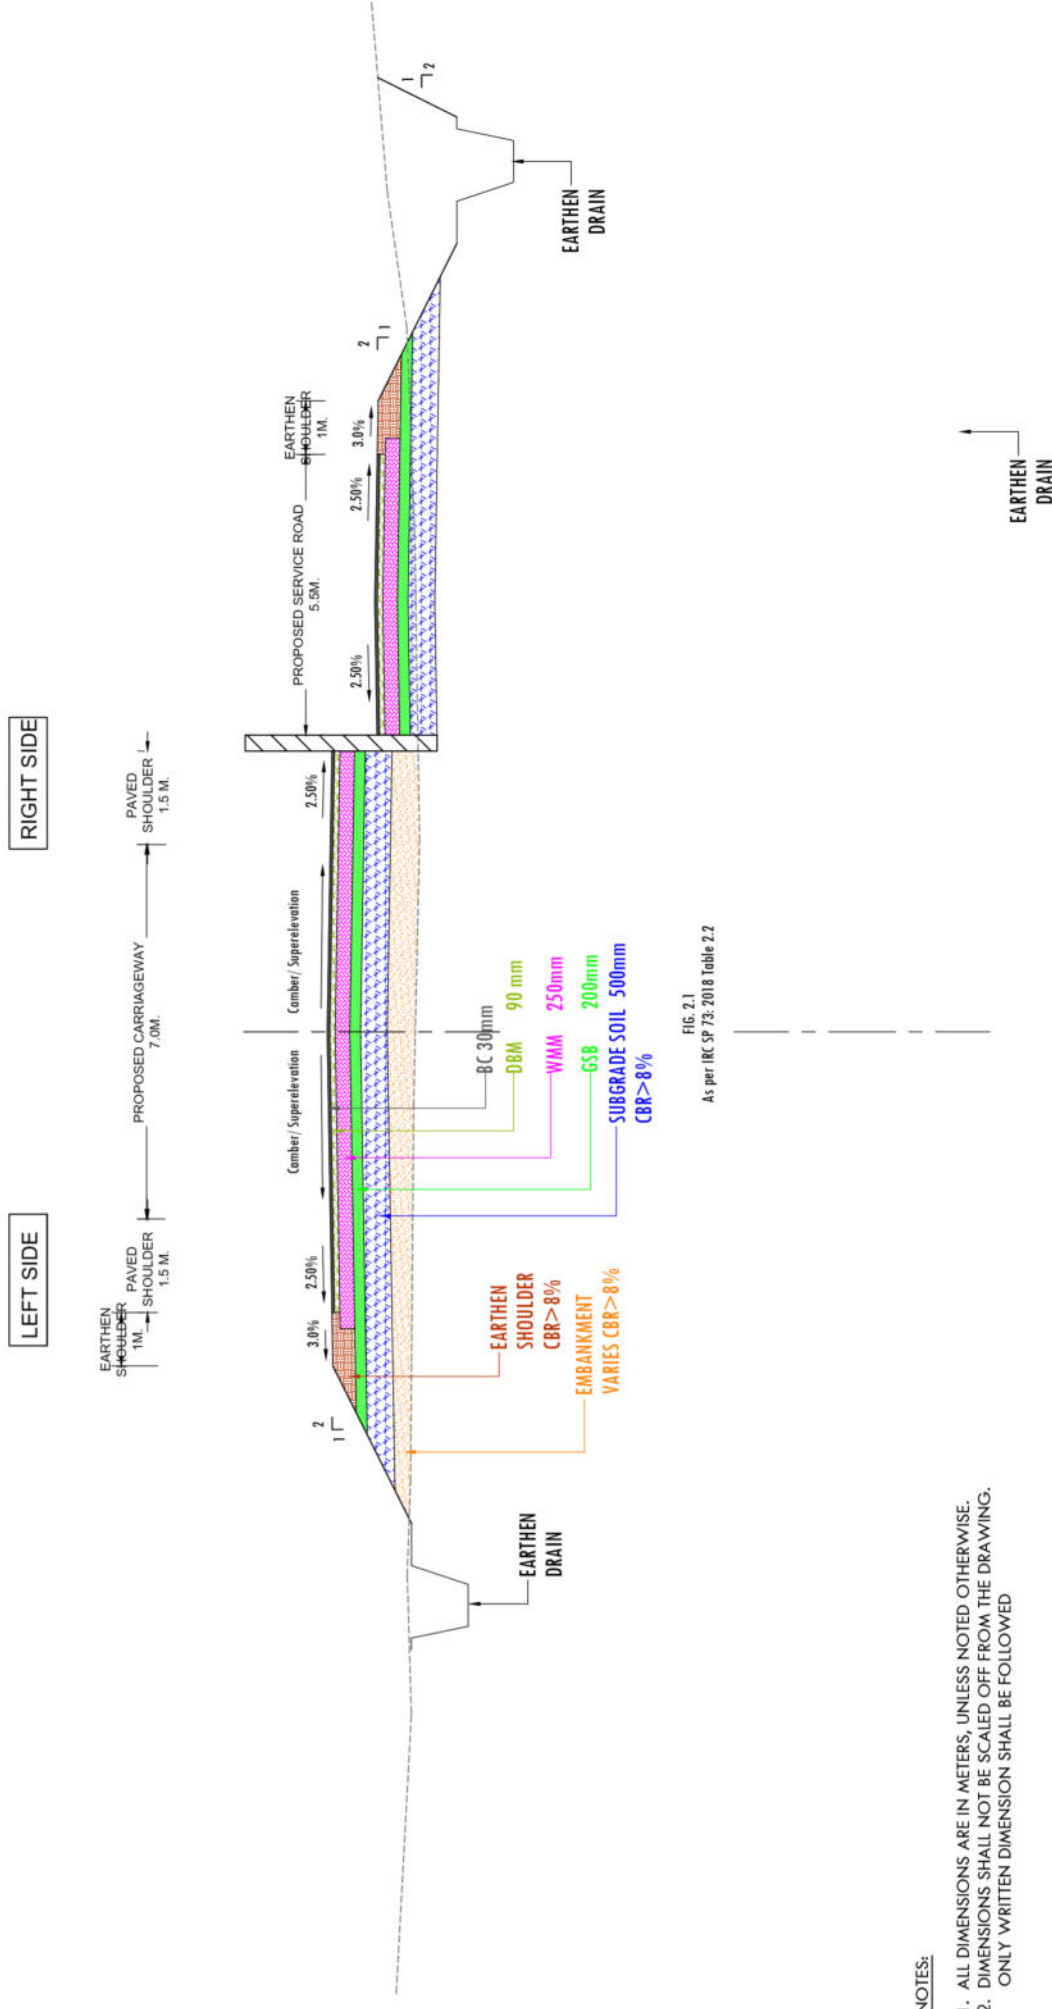 LEFT SIDE
RIGHT SIDE
EARTHEN
SHOULDER
1M.
PAVED
SHOULDER
1.5 M.
PROPOSED CARRIAGEWAY
7.0M.
PAVED
SHOULDER
1.5 M.
PROPOSED SERVICE ROAD
5.5M.
EARTHEN
SHOULDER
1M.
3.0%
2.50%
Camber/ Superelevation
Camber/ Superelevation
2.50%
2.50%
2.50%
3.0%
1
2
2
1
1
2
BC 30mm
DBM 90 mm
WMM 250mm
GSB 200mm
SUBGRADE SOIL 500mm
CBR>8%
EARTHEN
SHOULDER
CBR>8%
EMBANKMENT
VARIES CBR>8%
EARTHEN
DRAIN
EARTHEN
DRAIN
FIG. 2.1
As per IRC SP 73: 2018 Table 2.2
EARTHEN
DRAIN
NOTES:
1. ALL DIMENSIONS ARE IN METERS, UNLESS NOTED OTHERWISE.
2. DIMENSIONS SHALL NOT BE SCALED OFF FROM THE DRAWING.
ONLY WRITTEN DIMENSION SHALL BE FOLLOWED